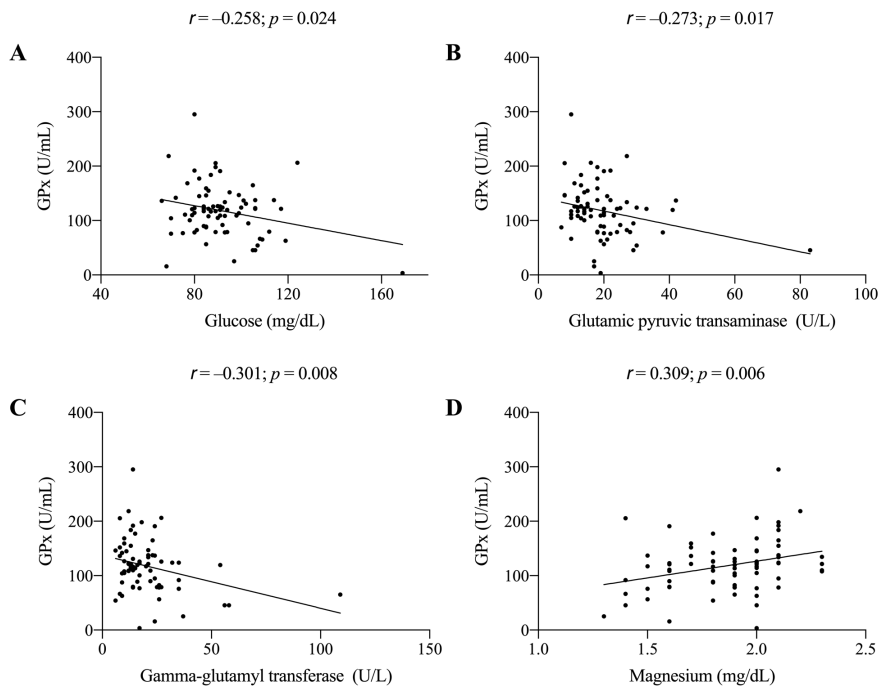 r = –0.258; p = 0.024
A
400
300
200
100
0
GPx (U/mL)
40 80 120 160
Glucose (mg/dL)
r = –0.273; p = 0.017
B
400
300
200
100
0
GPx (U/mL)
0 20 40 60 80 100
Glutamic pyruvic transaminase (U/L)
r = –0.301; p = 0.008
C
400
300
200
100
0
GPx (U/mL)
0 50 100 150
Gamma-glutamyl transferase (U/L)
r = 0.309; p = 0.006
D
400
300
200
100
0
GPx (U/mL)
1.0 1.5 2.0 2.5
Magnesium (mg/dL)